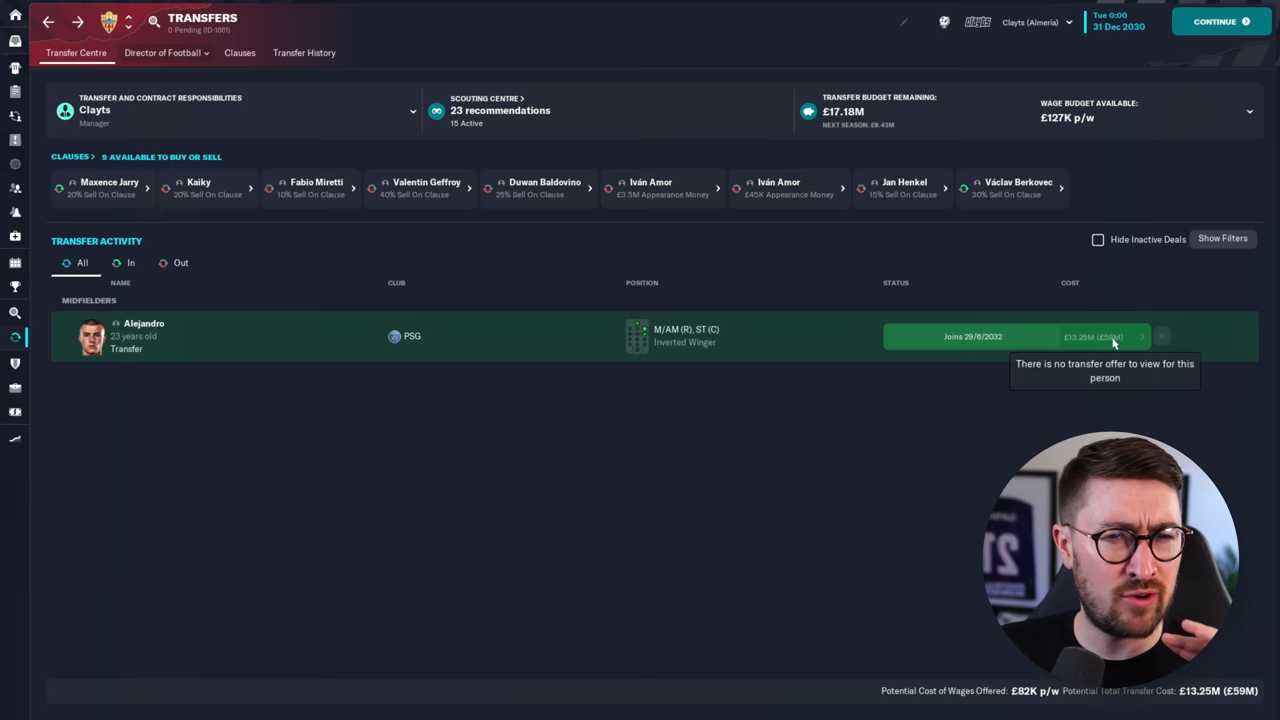 TRANSFERS
0 Pending (ID:1661)
CLAYTS
Clayts (Almeria)
Tue 0:00
31 Dec 2030
CONTINUE
Transfer Centre
Director of Football
Clauses
Transfer History
TRANSFER AND CONTRACT RESPONSIBILITIES
Clayts
Manager
SCOUTING CENTRE >
23 recommendations
15 Active
TRANSFER BUDGET REMAINING:
£17.18M
NEXT SEASON: £8.43M
WAGE BUDGET AVAILABLE:
£127K p/w
CLAUSES > 9 AVAILABLE TO BUY OR SELL
Maxence Jarry
20% Sell On Clause
Kaiky
20% Sell On Clause
Fabio Miretti
10% Sell On Clause
Valentin Geffroy
40% Sell On Clause
Duwan Baldovino
25% Sell On Clause
Iván Amor
£3.5M Appearance Money
Iván Amor
£45K Appearance Money
Jan Henkel
15% Sell On Clause
Václav Berkovec
30% Sell On Clause
TRANSFER ACTIVITY
Hide Inactive Deals
Show Filters
All
In
Out
NAME
CLUB
POSITION
STATUS
COST
MIDFIELDERS
Alejandro
23 years old
Transfer
PSG
M/AM (R), ST (C)
Inverted Winger
Joins 29/6/2032
£13.25M (£59M)
There is no transfer offer to view for this
person
21
Potential Cost of Wages Offered: £82K p/w Potential Total Transfer Cost: £13.25M (£59M)